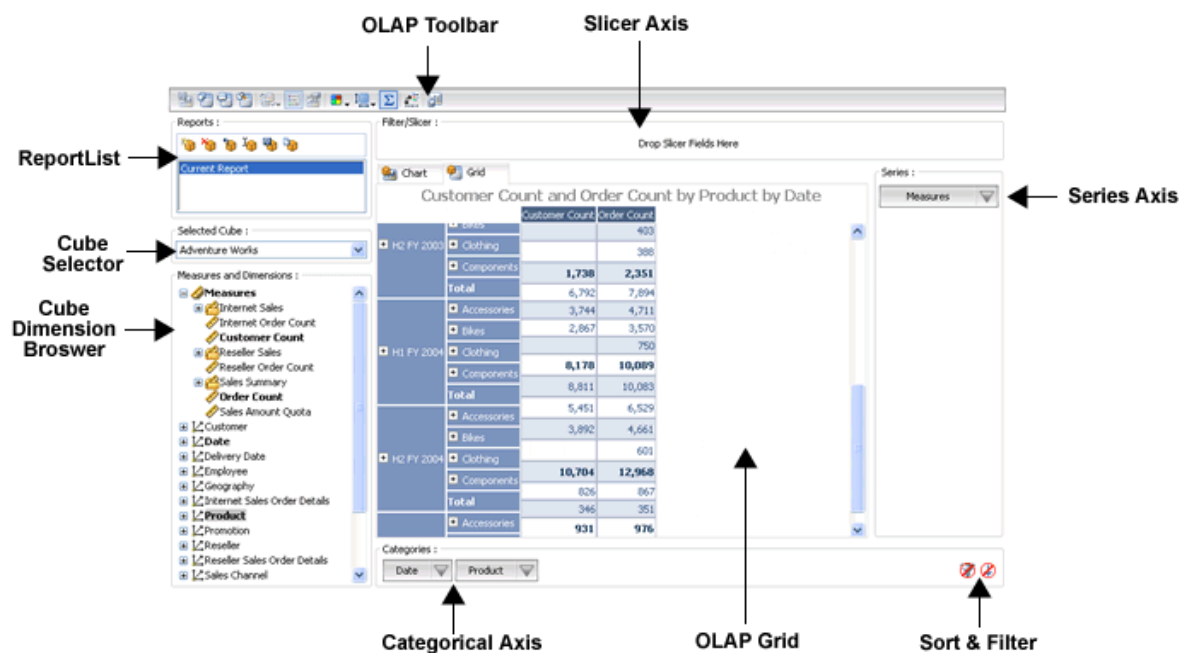 OLAP Toolbar
Slicer Axis
Reports :
Filter/Slicer :
Drop Slicer Fields Here
ReportList
Current Report
Chart
Grid
Series :
Measures
Series Axis
Customer Count and Order Count by Product by Date
Customer Count Order Count
Bikes 403
H2 FY 2003 Clothing 388
Components 1,738 2,351
Total 6,792 7,894
Accessories 3,744 4,711
Bikes 2,867 3,570
H1 FY 2004 Clothing 750
Components 8,178 10,089
Total 8,811 10,083
Accessories 5,451 6,529
Bikes 3,892 4,661
H2 FY 2004 Clothing 601
Components 10,704 12,968
Total 826 867
346 351
Accessories 931 976
Cube
Selector
Selected Cube :
Adventure Works
Cube
Dimension
Broswer
Measures and Dimensions :
Measures
Internet Sales
Internet Order Count
Customer Count
Reseller Sales
Reseller Order Count
Sales Summary
Order Count
Sales Amount Quota
Customer
Date
Delivery Date
Employee
Geography
Internet Sales Order Details
Product
Promotion
Reseller
Reseller Sales Order Details
Sales Channel
Categories :
Date
Product
Categorical Axis
OLAP Grid
Sort & Filter